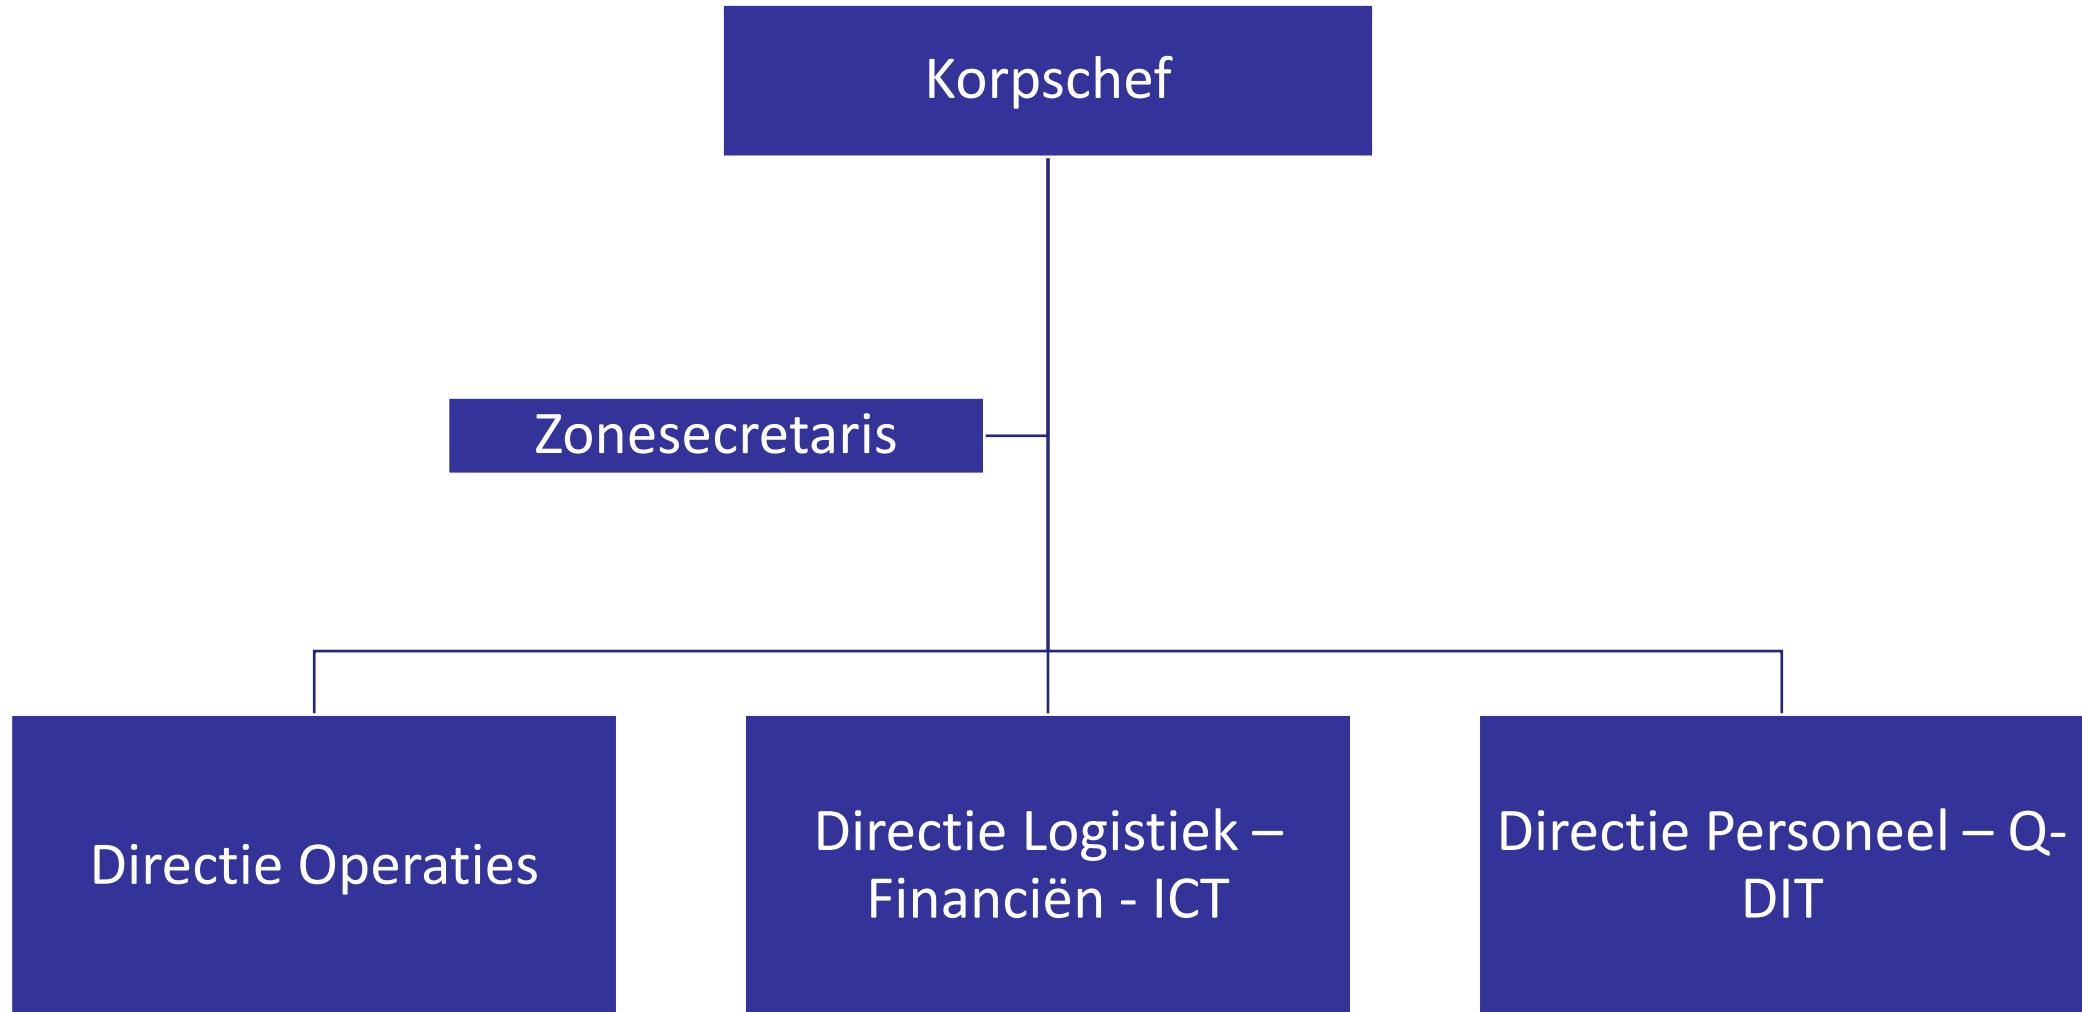 Korpschef
Zonesecretaris
Directie Operaties
Directie Logistiek –
Financiën - ICT
Directie Personeel – Q-
DIT